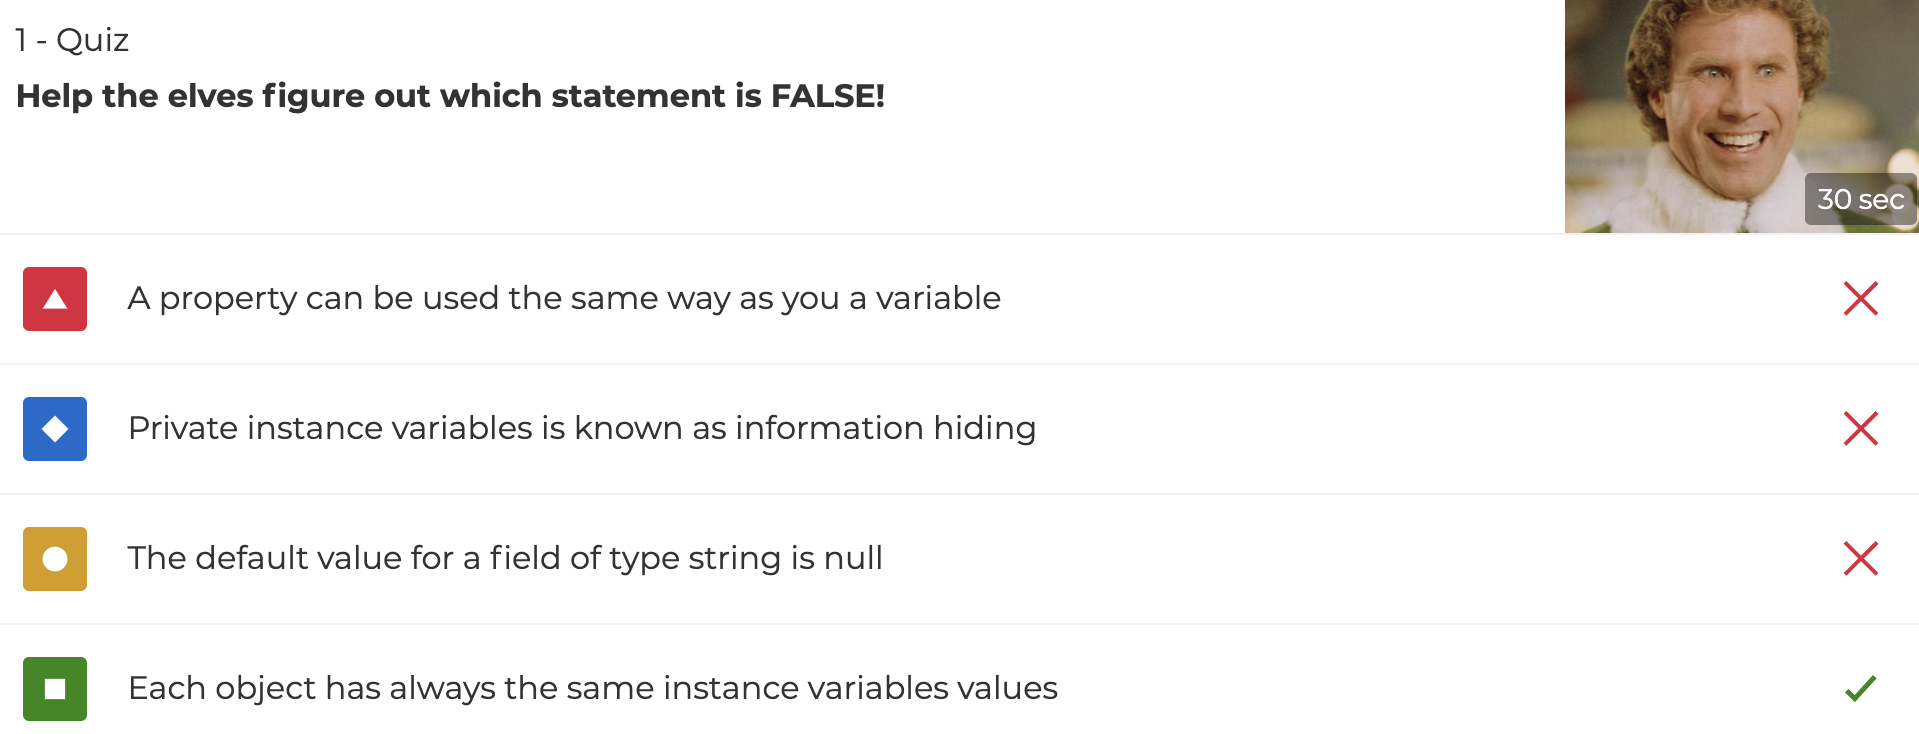 1 - Quiz
Help the elves figure out which statement is FALSE!
30 sec
A property can be used the same way as you a variable
Private instance variables is known as information hiding
The default value for a field of type string is null
Each object has always the same instance variables values